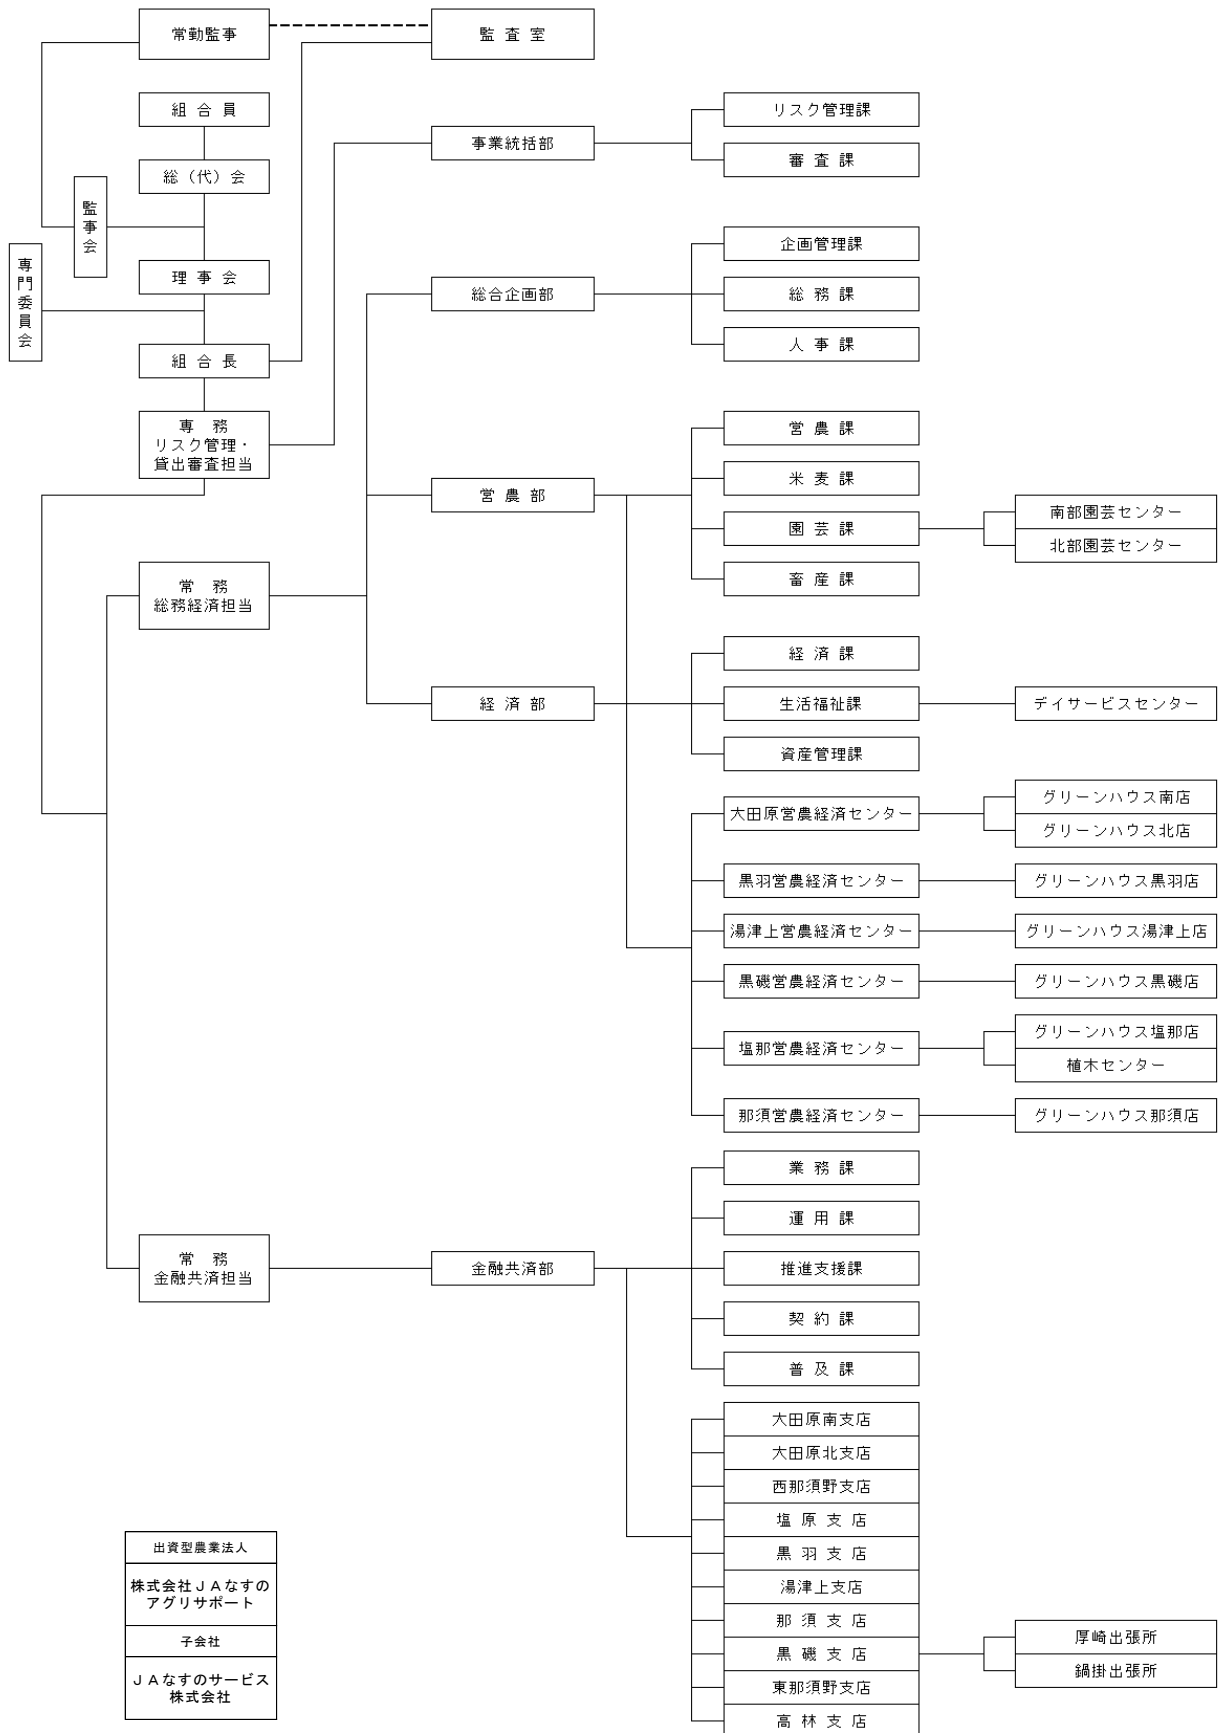 常勤監事
監 査 室
組 合 員
総（代）会
監事会
理 事 会
専門委員会
組 合 長
専　務
リスク管理・
貸出審査担当
事業統括部
リスク管理課
審 査 課
常　務
総務経済担当
総合企画部
企画管理課
総 務 課
人 事 課
営 農 部
営 農 課
米 麦 課
園 芸 課
南部園芸センター
北部園芸センター
畜 産 課
経 済 部
経 済 課
生活福祉課
デイサービスセンター
資産管理課
大田原営農経済センター
グリーンハウス南店
グリーンハウス北店
黒羽営農経済センター
グリーンハウス黒羽店
湯津上営農経済センター
グリーンハウス湯津上店
黒磯営農経済センター
グリーンハウス黒磯店
塩那営農経済センター
グリーンハウス塩那店
植木センター
那須営農経済センター
グリーンハウス那須店
常　務
金融共済担当
金融共済部
業 務 課
運 用 課
推進支援課
契 約 課
普 及 課
大田原南支店
大田原北支店
西那須野支店
塩 原 支 店
黒 羽 支 店
湯津上支店
那 須 支 店
黒 磯 支 店
厚崎出張所
鍋掛出張所
東那須野支店
高 林 支 店
出資型農業法人
株式会社ＪＡなすの
アグリサポート
子会社
ＪＡなすのサービス
株式会社